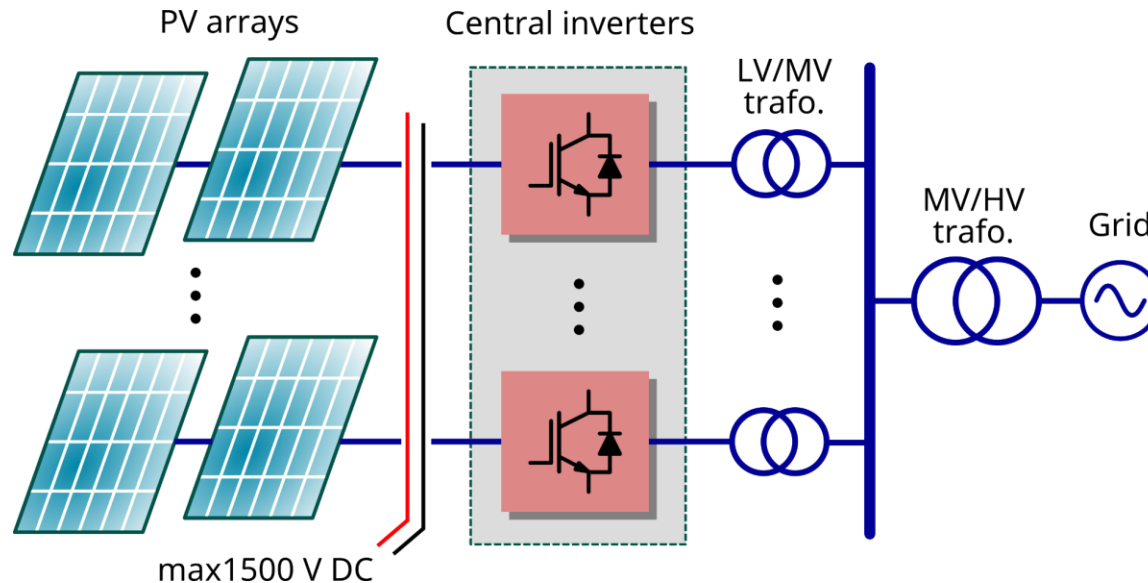 PV arrays
Central inverters
LV/MV
trafo.
MV/HV
trafo.
Grid
max1500 V DC